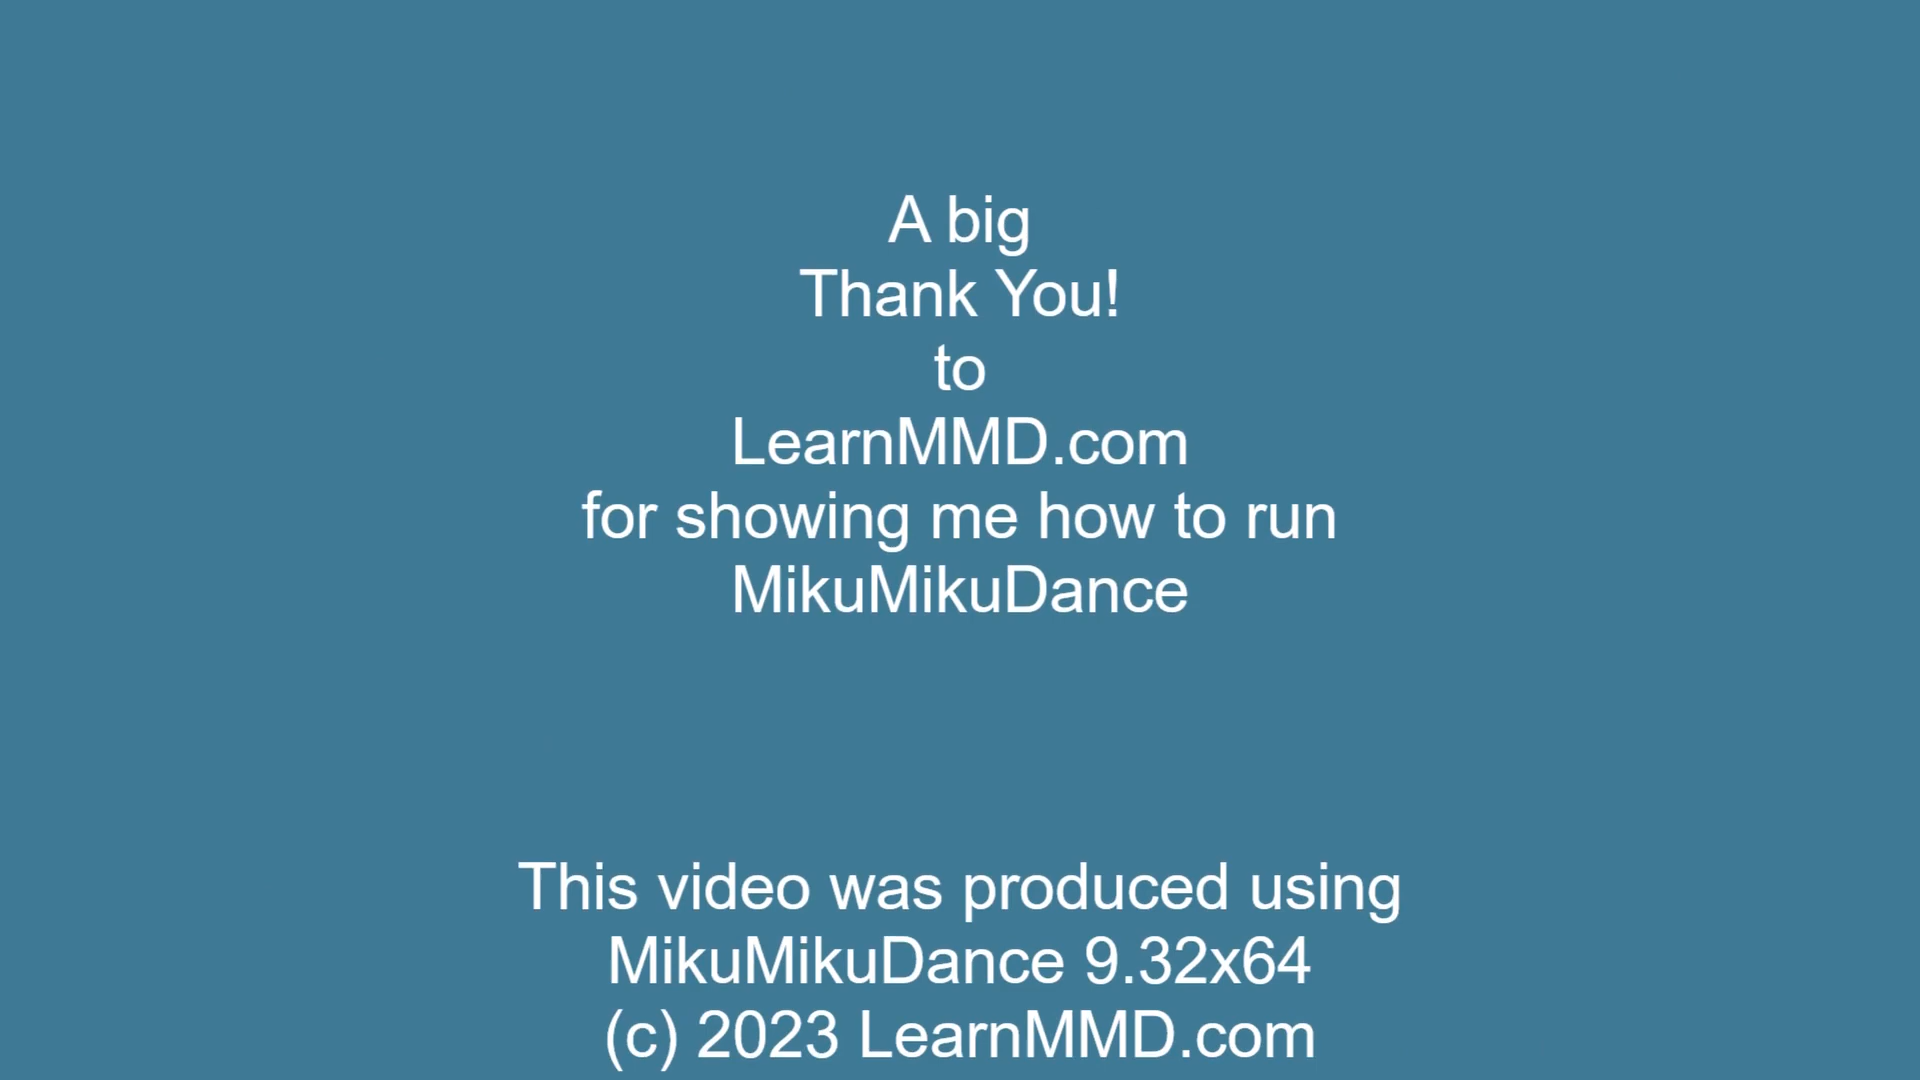 A big
Thank You!
to
LearnMMD.com
for showing me how to run
MikuMikuDance
This video was produced using
MikuMikuDance 9.32x64
(c) 2023 LearnMMD.com